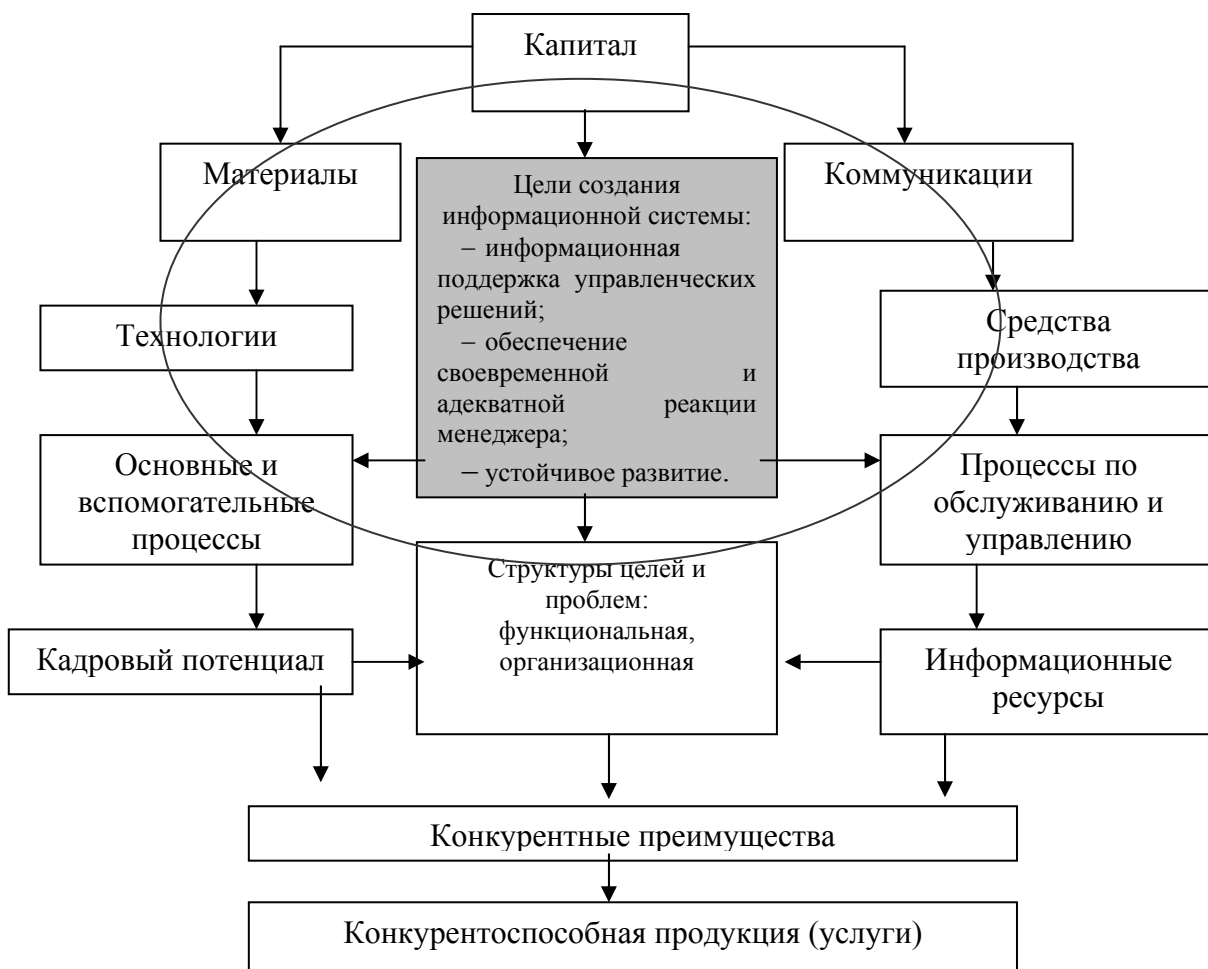 Капитал
Материалы
Коммуникации
Цели создания
информационной системы:
– информационная
поддержка управленческих
решений;
– обеспечение
своевременной и
адекватной реакции
менеджера;
– устойчивое развитие.
Технологии
Средства
производства
Основные и
вспомогательные
процессы
Процессы по
обслуживанию и
управлению
Структуры целей и
проблем:
функциональная,
организационная
Кадровый потенциал
Информационные
ресурсы
Конкурентные преимущества
Конкурентоспособная продукция (услуги)